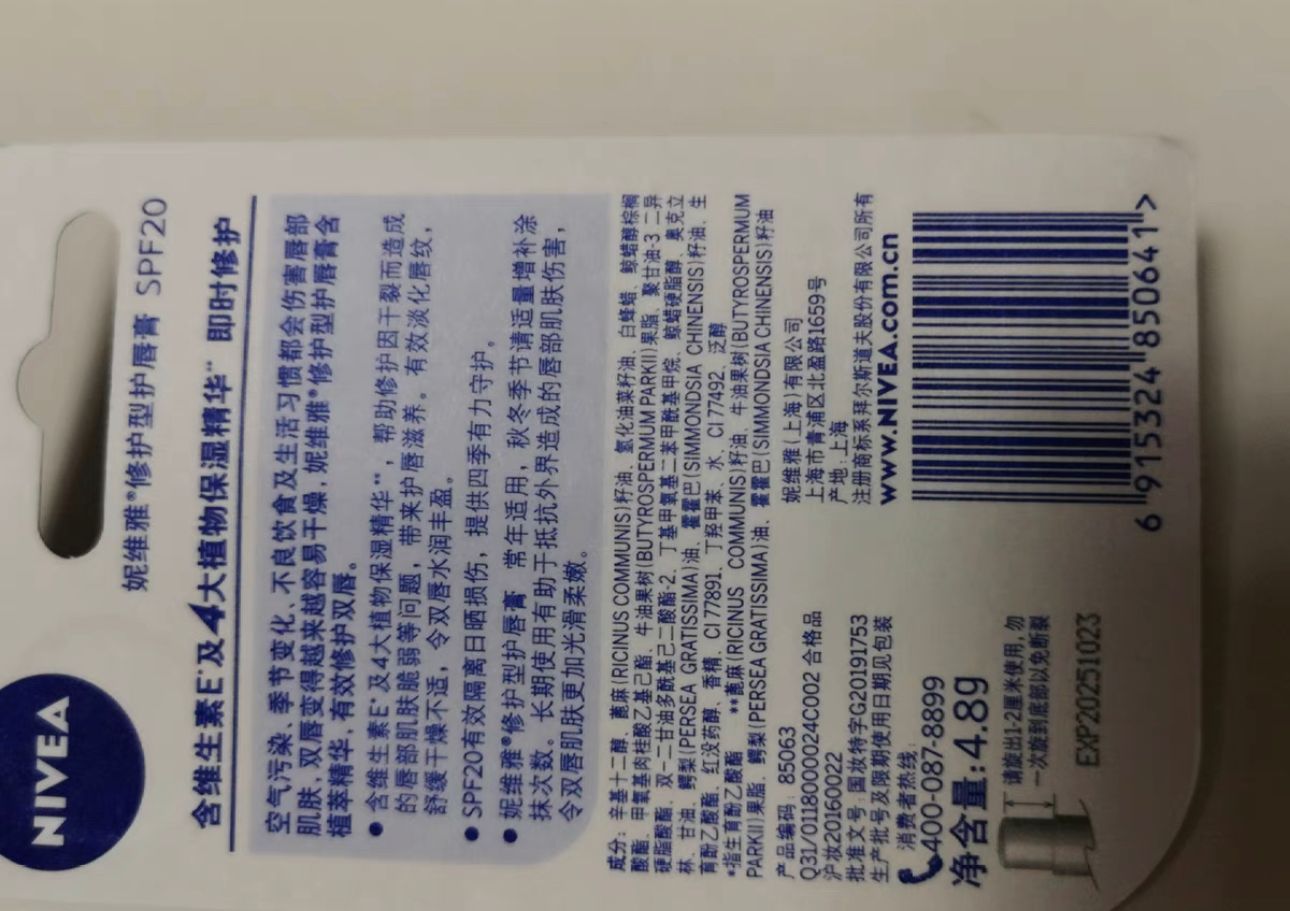 NIVEA
妮维雅®修护型护唇膏 SPF20
含维生素E*及4大植物保湿精华** 即时修护
空气污染、季节变化、不良饮食及生活习惯都会伤害唇部
肌肤,双唇变得越来越容易干燥,妮维雅®修护型护唇膏含
植萃精华,有效修护双唇。
● 含维生素E*及4大植物保湿精华**,帮助修护因干裂而造成
的唇部肌肤脆弱等问题,带来护唇滋养。有效淡化唇纹,
舒缓干燥不适,令双唇水润丰盈。
● SPF20有效隔离日晒损伤,提供四季有力守护。
● 妮维雅®修护型护唇膏 常年适用,秋冬季节请适量增补涂
抹次数。长期使用有助于抵抗外界造成的唇部肌肤伤害,
令双唇肌肤更加光滑柔嫩。
成分:辛基十二醇、蓖麻(RICINUS COMMUNIS)籽油、氢化油菜籽油、白蜂蜡、鲸蜡醇棕榈
酸酯、甲氧基肉桂酸乙基己酯、牛油果树(BUTYROSPERMUM PARKII)果脂、聚甘油-3 二异
硬脂酸酯、双-二甘油多酰基己二酸酯-2、丁基甲氧基二苯甲酰基甲烷、鲸蜡硬脂醇、奥克立
林、甘油、鳄梨(PERSEA GRATISSIMA)油、霍霍巴(SIMMONDSIA CHINENSIS)籽油、生
育酚乙酸酯、红没药醇、香精、CI 77891、丁羟甲苯、水、CI 77492、泛醇
*指生育酚乙酸酯 **蓖麻(RICINUS COMMUNIS)籽油、牛油果树(BUTYROSPERMUM
PARKII)果脂、鳄梨(PERSEA GRATISSIMA)油、霍霍巴(SIMMONDSIA CHINENSIS)籽油
产品编码:85063
Q31/0118000024C002 合格品
沪妆20160022
批准文号:国妆特字G20191753
生产批号及限期使用日期见包装
消费者热线:
400-087-8899
净含量:4.8g
请旋出1-2厘米使用,勿
一次旋到底部以免断裂
EXP20251023
妮维雅(上海)有限公司
上海市青浦区北盈路1659号
产地:上海
注册商标系拜尔斯道夫股份有限公司所有
www.NIVEA.com.cn
6 915324 850641 >